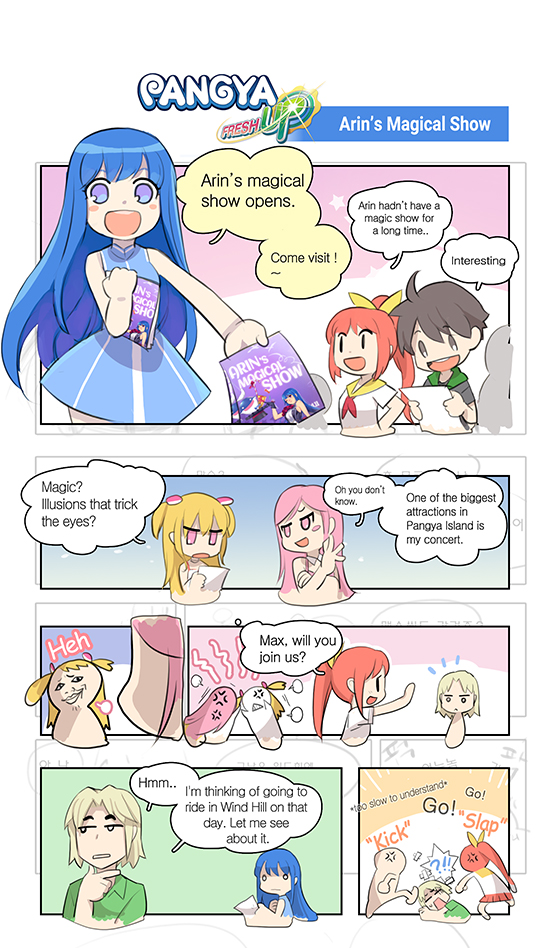 PANGYA
FRESH UP
Arin's Magical Show
Arin's magical
show opens.
Come visit !
~
Arin hadn't have a
magic show for
a long time..
Interesting
ARIN'S
MAGICAL
SHOW
Magic?
Illusions that trick
the eyes?
Oh you don't
know.
One of the biggest
attractions in
Pangya Island is
my concert.
Heh
Max, will you
join us?
Hmm..
I'm thinking of going to
ride in Wind Hill on that
day. Let me see
about it.
*too slow to understand*
Go!
Go!
"Kick"
"Slap"
?!!